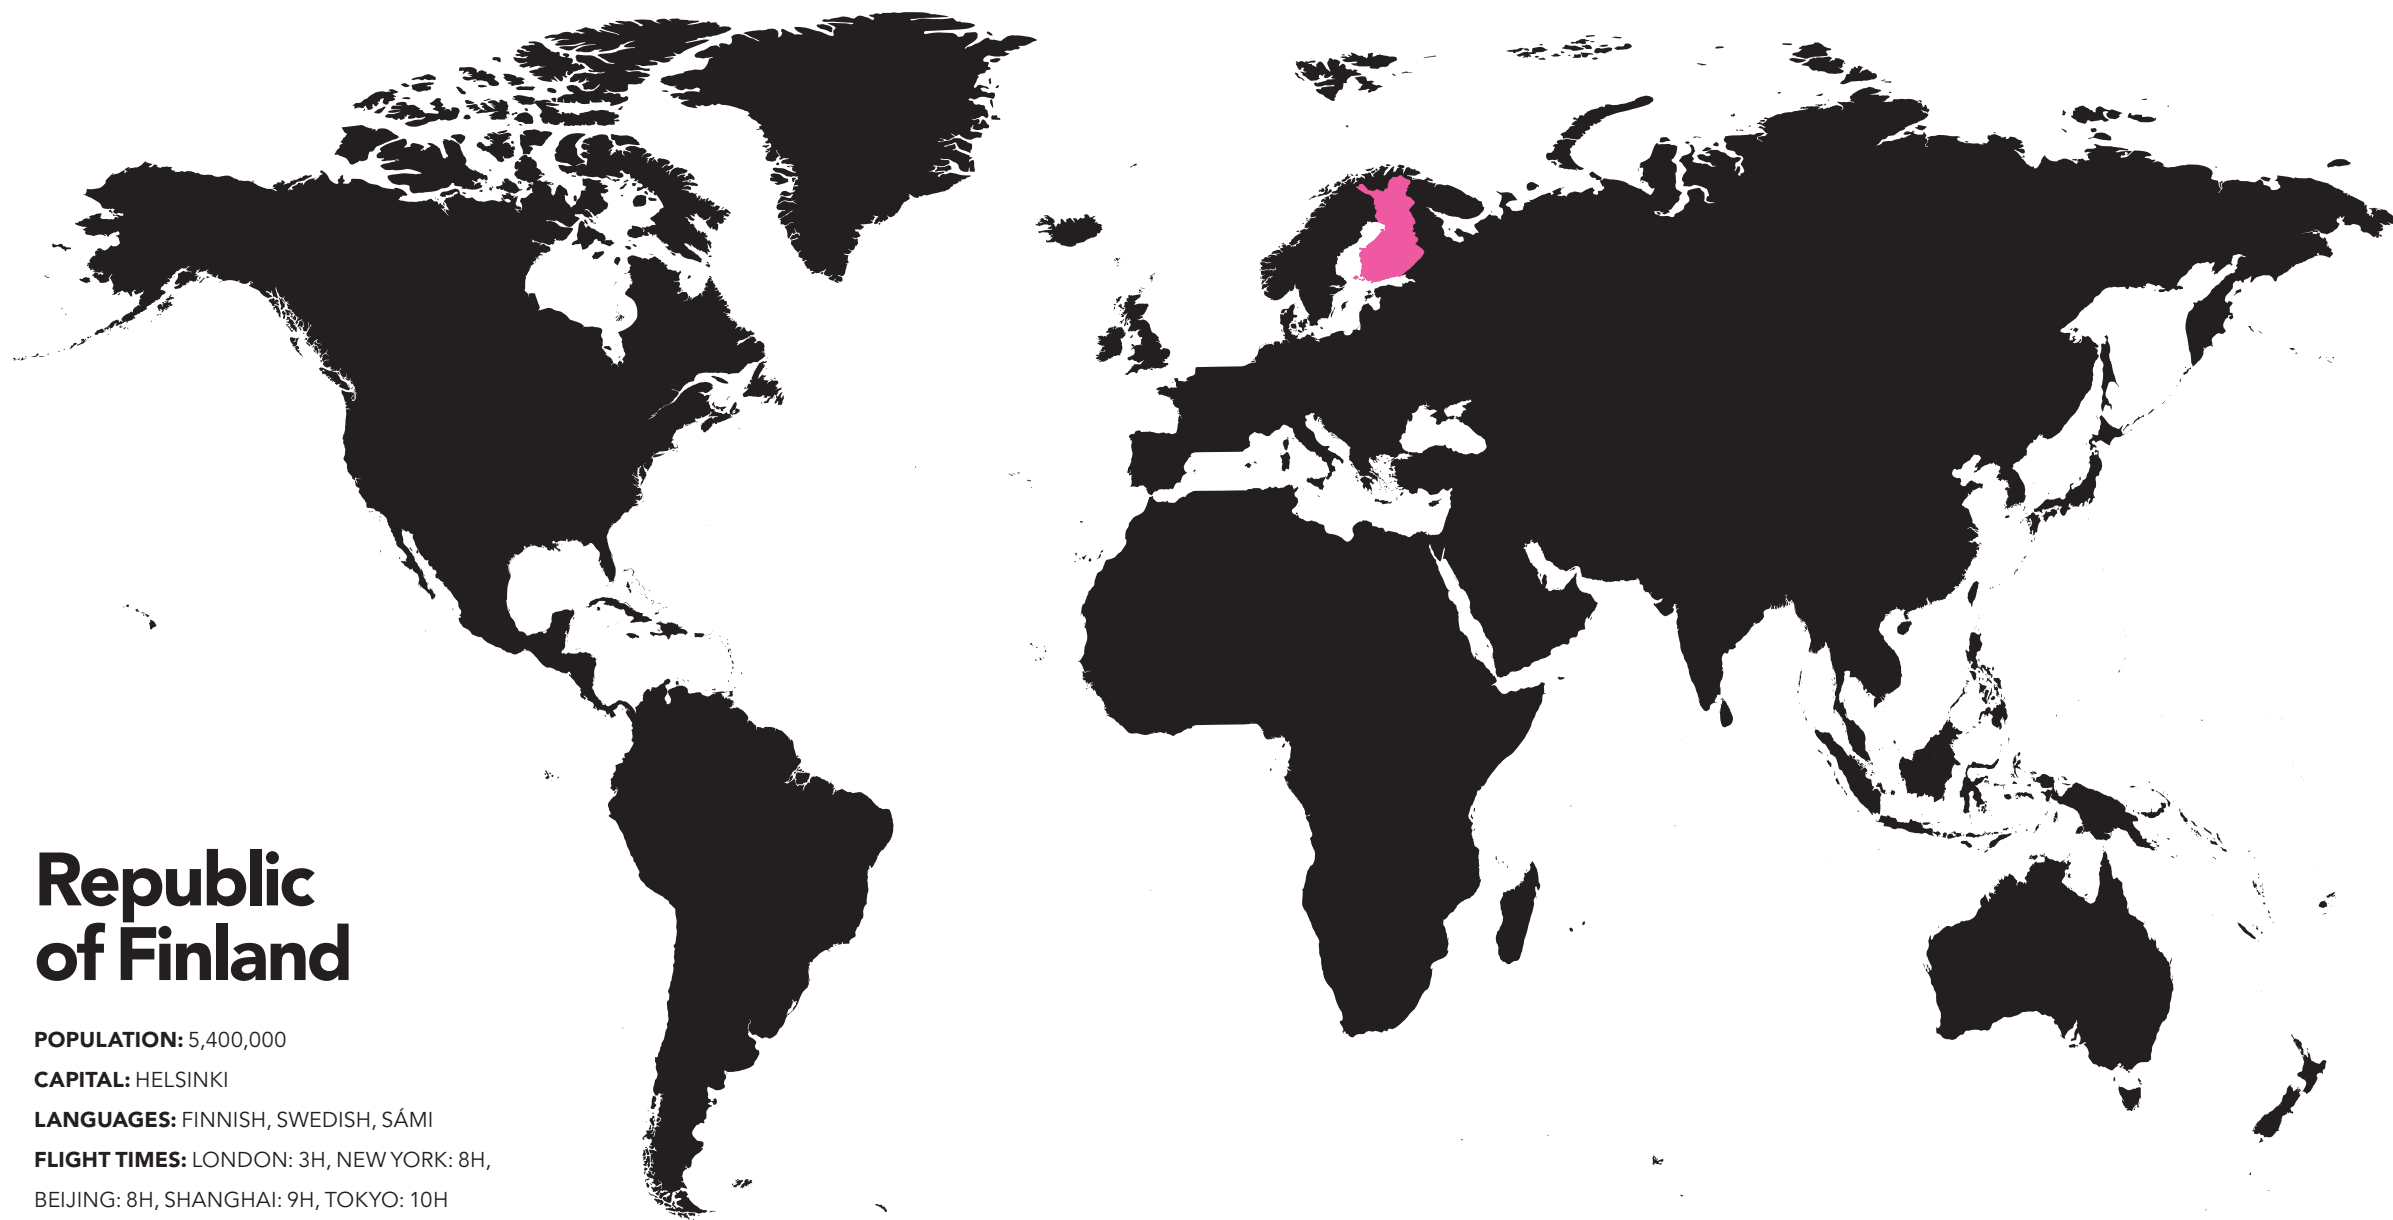 Republic
of Finland
POPULATION: 5,400,000
CAPITAL: HELSINKI
LANGUAGES: FINNISH, SWEDISH, SÁMI
FLIGHT TIMES: LONDON: 3H, NEW YORK: 8H,
BEIJING: 8H, SHANGHAI: 9H, TOKYO: 10H